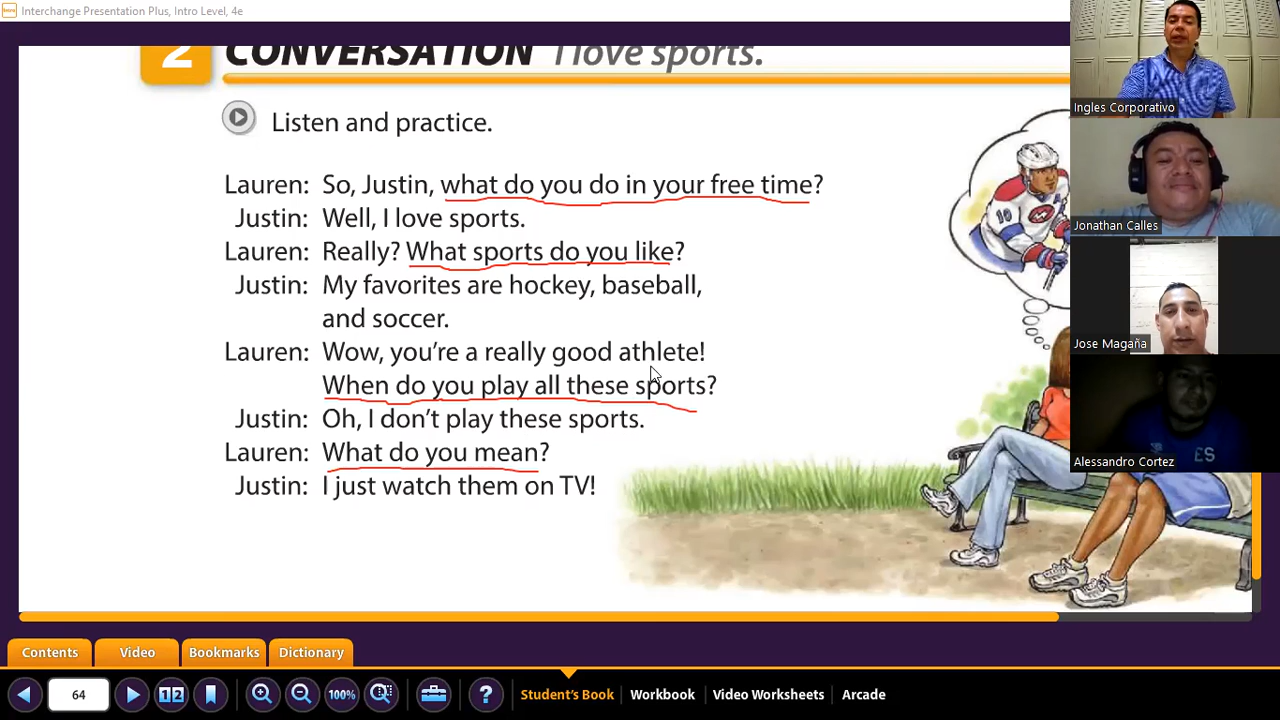 Interchange Presentation Plus, Intro Level, 4e
2 CONVERSATION I love sports.
Listen and practice.
Lauren: So, Justin, what do you do in your free time?
Justin: Well, I love sports.
Lauren: Really? What sports do you like?
Justin: My favorites are hockey, baseball,
and soccer.
Lauren: Wow, you're a really good athlete!
When do you play all these sports?
Justin: Oh, I don't play these sports.
Lauren: What do you mean?
Justin: I just watch them on TV!
10
Ingles Corporativo
Jonathan Calles
Jose Magaña
ES
Alessandro Cortez
Contents Video Bookmarks Dictionary
64 12 100% ? Student's Book Workbook Video Worksheets Arcade